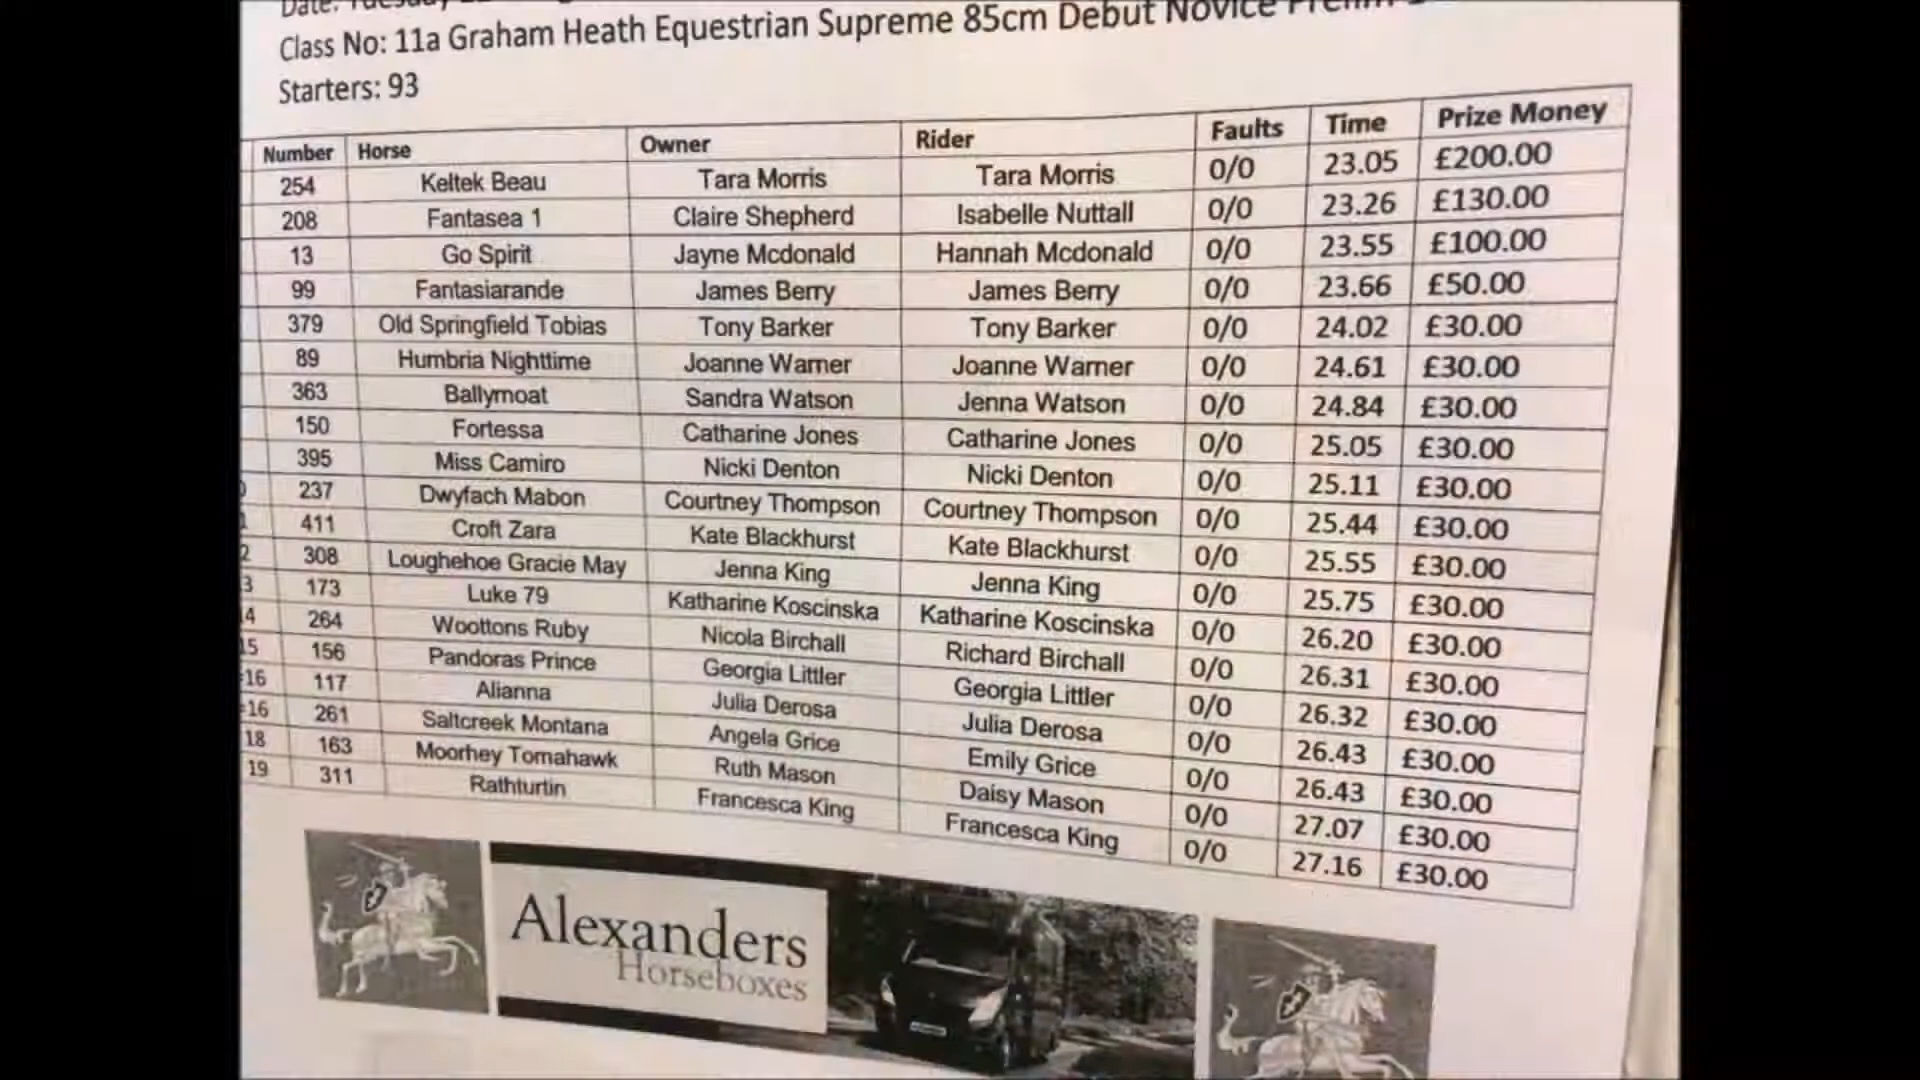 Date: Tuesday
Class No: 11a Graham Heath Equestrian Supreme 85cm Debut Novice
Starters: 93
Number Horse Owner Rider Faults Time Prize Money
254 Keltek Beau Tara Morris Tara Morris 0/0 23.05 £200.00
208 Fantasea 1 Claire Shepherd Isabelle Nuttall 0/0 23.26 £130.00
13 Go Spirit Jayne Mcdonald Hannah Mcdonald 0/0 23.55 £100.00
99 Fantasiarande James Berry James Berry 0/0 23.66 £50.00
379 Old Springfield Tobias Tony Barker Tony Barker 0/0 24.02 £30.00
89 Humbria Nighttime Joanne Warner Joanne Warner 0/0 24.61 £30.00
363 Ballymoat Sandra Watson Jenna Watson 0/0 24.84 £30.00
150 Fortessa Catharine Jones Catharine Jones 0/0 25.05 £30.00
395 Miss Camiro Nicki Denton Nicki Denton 0/0 25.11 £30.00
237 Dwyfach Mabon Courtney Thompson Courtney Thompson 0/0 25.44 £30.00
411 Croft Zara Kate Blackhurst Kate Blackhurst 0/0 25.55 £30.00
2 308 Loughehoe Gracie May Jenna King Jenna King 0/0 25.75 £30.00
3 173 Luke 79 Katharine Koscinska Katharine Koscinska 0/0 26.20 £30.00
14 264 Woottons Ruby Nicola Birchall Richard Birchall 0/0 26.31 £30.00
15 156 Pandoras Prince Georgia Littler Georgia Littler 0/0 26.32 £30.00
=16 117 Alianna Julia Derosa Julia Derosa 0/0 26.43 £30.00
=16 261 Saltcreek Montana Angela Grice Emily Grice 0/0 26.43 £30.00
18 163 Moorhey Tomahawk Ruth Mason Daisy Mason 0/0 27.07 £30.00
19 311 Rathturtin Francesca King Francesca King 0/0 27.16 £30.00
Alexanders
Horseboxes